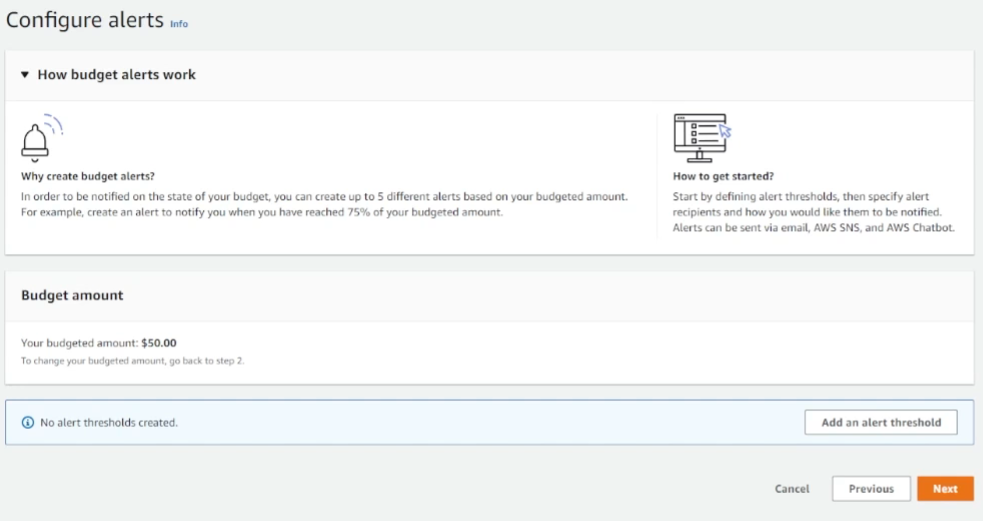 Configure alerts Info
How budget alerts work
Why create budget alerts?
In order to be notified on the state of your budget, you can create up to 5 different alerts based on your budgeted amount.
For example, create an alert to notify you when you have reached 75% of your budgeted amount.
How to get started?
Start by defining alert thresholds, then specify alert
recipients and how you would like them to be notified.
Alerts can be sent via email, AWS SNS, and AWS Chatbot.
Budget amount
Your budgeted amount: $50.00
To change your budgeted amount, go back to step 2.
No alert thresholds created.
Add an alert threshold
Cancel
Previous
Next